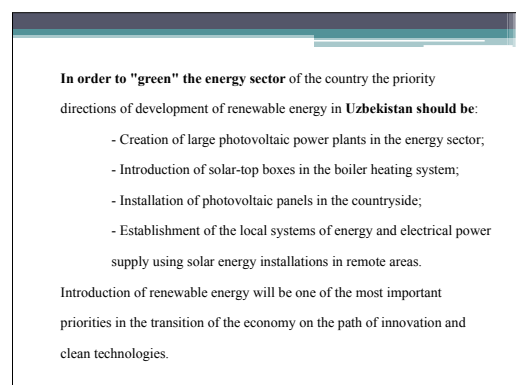 In order to "green" the energy sector of the country the priority
directions of development of renewable energy in Uzbekistan should be:
- Creation of large photovoltaic power plants in the energy sector;
- Introduction of solar-top boxes in the boiler heating system;
- Installation of photovoltaic panels in the countryside;
- Establishment of the local systems of energy and electrical power
supply using solar energy installations in remote areas.
Introduction of renewable energy will be one of the most important
priorities in the transition of the economy on the path of innovation and
clean technologies.